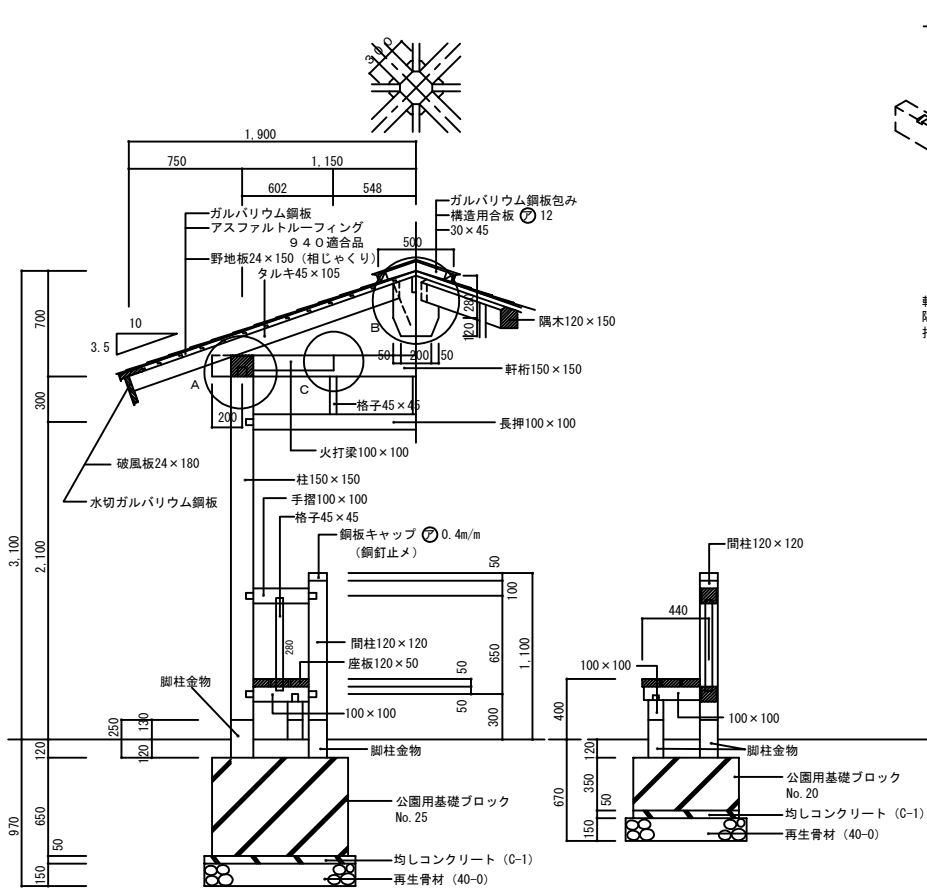 300
1,900
750
1,150
602
548
ガルバリウム鋼板
アスファルトルーフィング
９４０適合品
野地板24×150（相じゃくり）
タルキ45×105
ガルバリウム鋼板包み
構造用合板 ㋐ 12
30×45
500
10
3.5
280
120
隅木120×150
B
50
200
50
軒桁150×150
A
C
格子45×45
200
長押100×100
火打梁100×100
破風板24×180
水切ガルバリウム鋼板
柱150×150
手摺100×100
格子45×45
銅板キャップ ㋐ 0.4m/m
（銅釘止メ）
700
300
3,100
2,100
50
100
650
1,100
280
間柱120×120
座板120×50
50
50
300
脚柱金物
100×100
250
130
120
脚柱金物
120
970
650
50
150
公園用基礎ブロック
No.25
均しコンクリート（C-1）
再生骨材（40-0）
間柱120×120
440
100×100
400
100×100
脚柱金物
120
670
350
50
150
公園用基礎ブロック
No.20
均しコンクリート（C-1）
再生骨材（40-0）